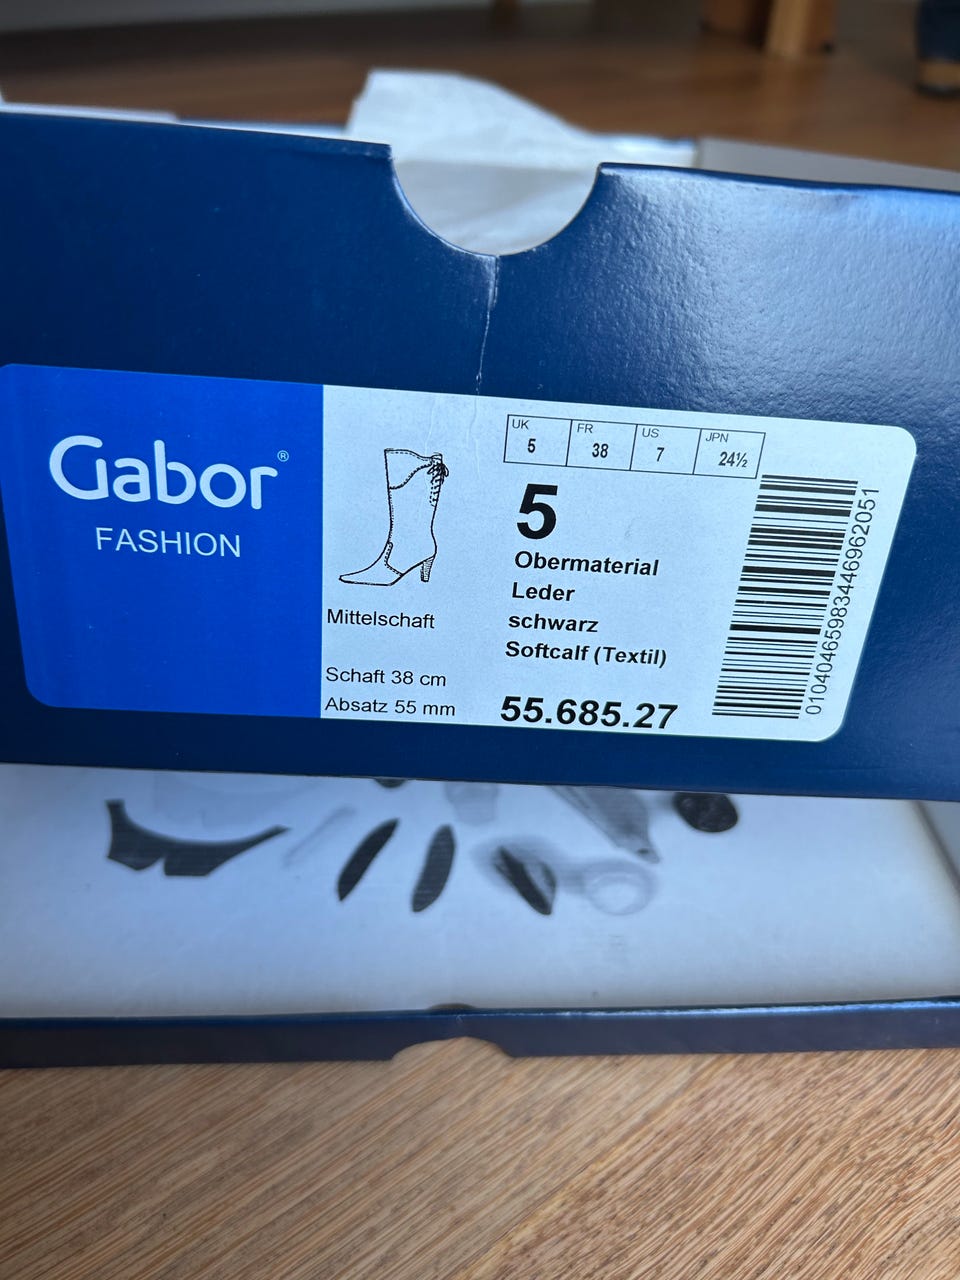 Gabor®
FASHION
Mittelschaft
Schaft 38 cm
Absatz 55 mm
UK FR US JPN
5 38 7 24½
5
Obermaterial
Leder
schwarz
Softcalf (Textil)
55.685.27
01040465983446962051